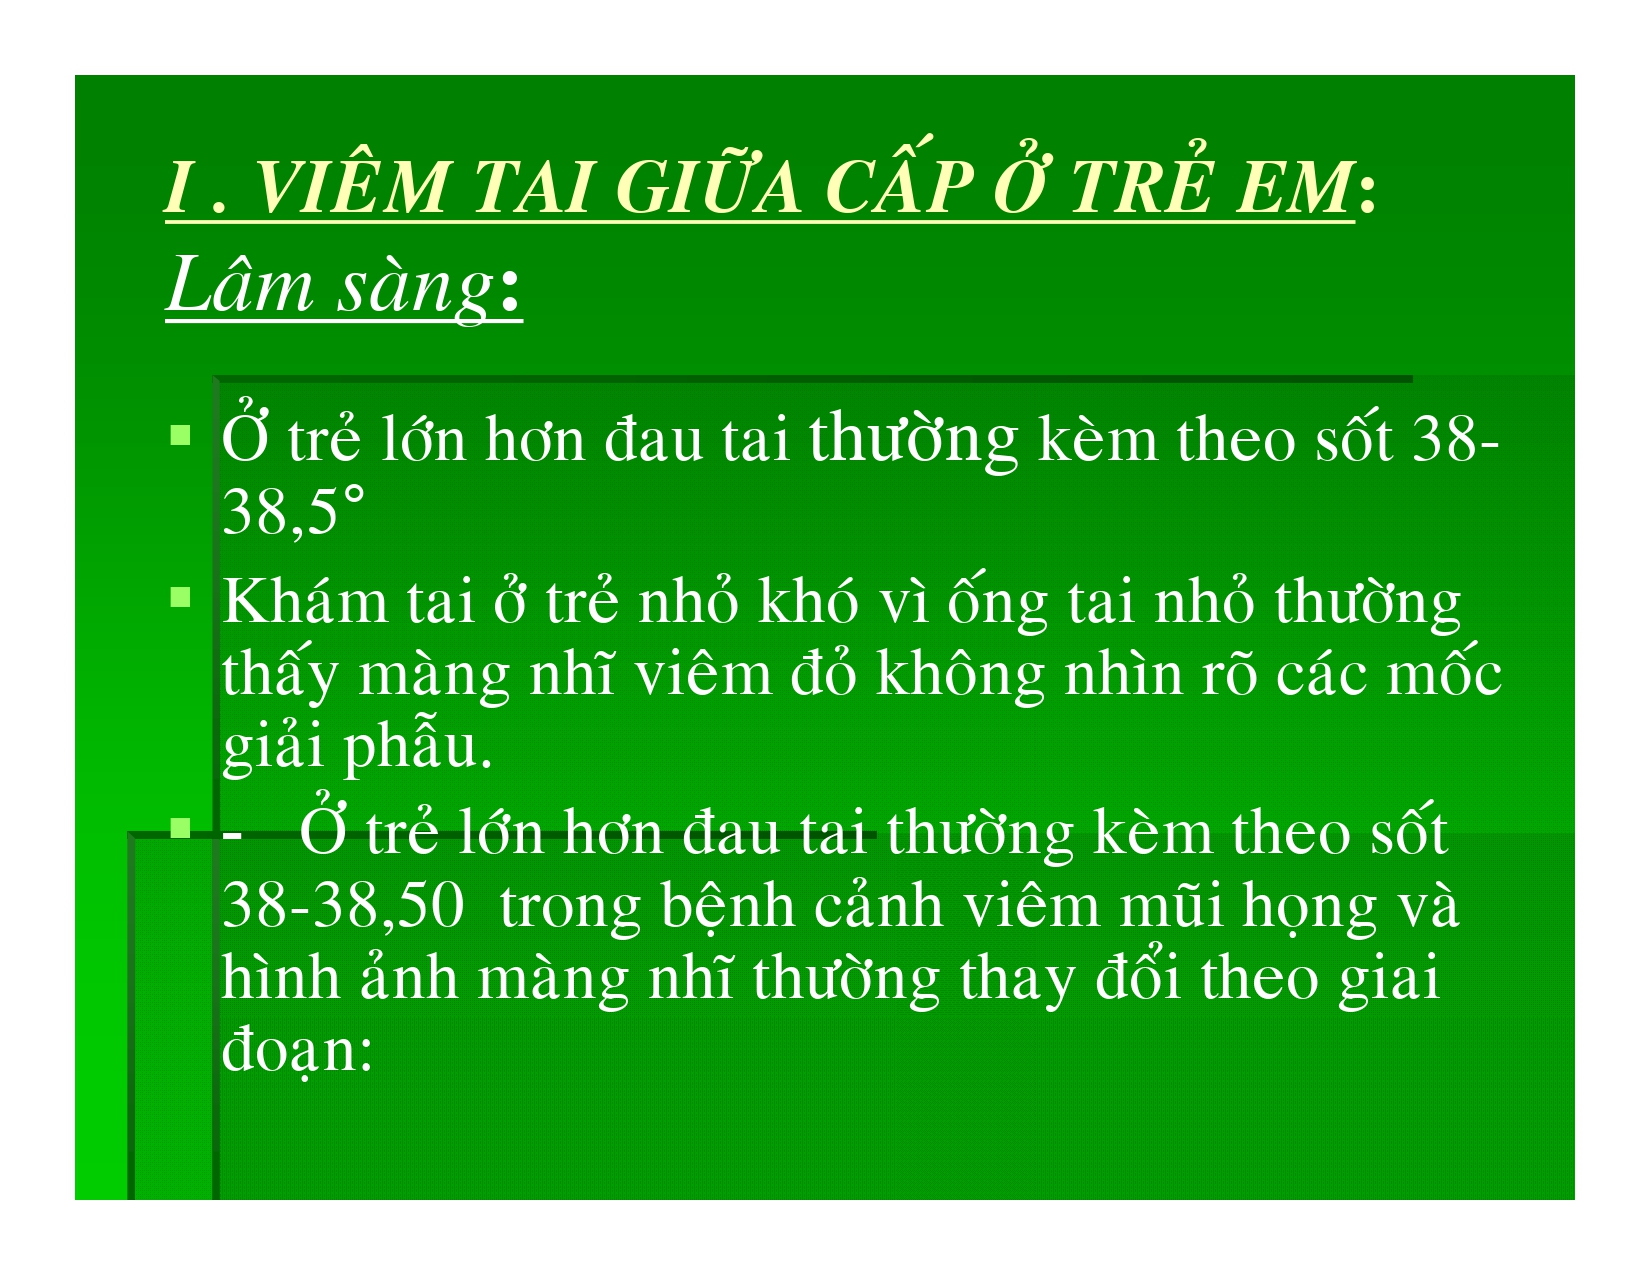 I . VIÊM TAI GIỮA CẤP Ở TRẺ EM:
Lâm sàng:
Ở trẻ lớn hơn đau tai thường kèm theo sốt 38-
38,5°
Khám tai ở trẻ nhỏ khó vì ống tai nhỏ thường
thấy màng nhĩ viêm đỏ không nhìn rõ các mốc
giải phẫu.
- Ở trẻ lớn hơn đau tai thường kèm theo sốt
38-38,50 trong bệnh cảnh viêm mũi họng và
hình ảnh màng nhĩ thường thay đổi theo giai
đoạn: